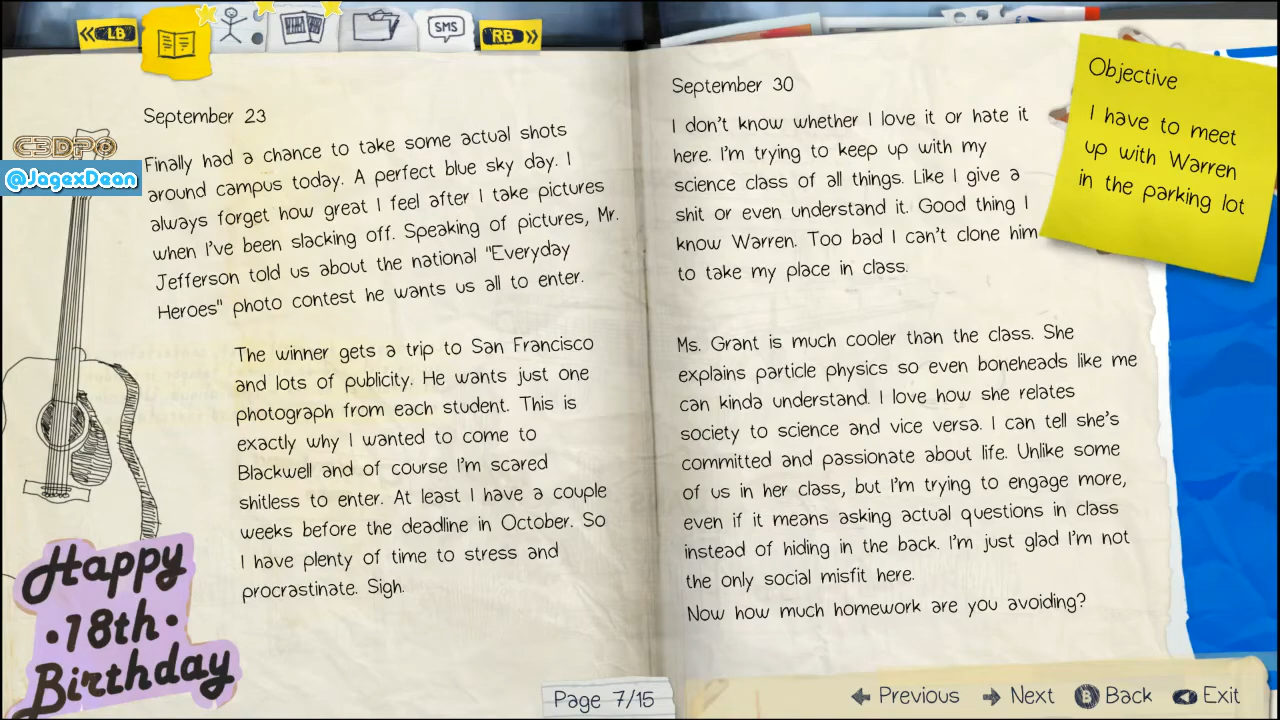 LB
SMS
RB
September 23
Finally had a chance to take some actual shots
around campus today. A perfect blue sky day. I
always forget how great I feel after I take pictures
when I've been slacking off. Speaking of pictures, Mr.
Jefferson told us about the national "Everyday
Heroes" photo contest he wants us all to enter.
The winner gets a trip to San Francisco
and lots of publicity. He wants just one
photograph from each student. This is
exactly why I wanted to come to
Blackwell and of course I'm scared
shitless to enter. At least I have a couple
weeks before the deadline in October. So
I have plenty of time to stress and
procrastinate. Sigh.
C3DPO
@JagexDean
Happy
•18th•
Birthday
September 30
I don't know whether I love it or hate it
here. I'm trying to keep up with my
science class of all things. Like I give a
shit or even understand it. Good thing I
know Warren. Too bad I can't clone him
to take my place in class.
Ms. Grant is much cooler than the class. She
explains particle physics so even boneheads like me
can kinda understand. I love how she relates
society to science and vice versa. I can tell she's
committed and passionate about life. Unlike some
of us in her class, but I'm trying to engage more,
even if it means asking actual questions in class
instead of hiding in the back. I'm just glad I'm not
the only social misfit here.
Now how much homework are you avoiding?
Objective
I have to meet
up with Warren
in the parking lot
Page 7/15
Previous Next B Back Exit